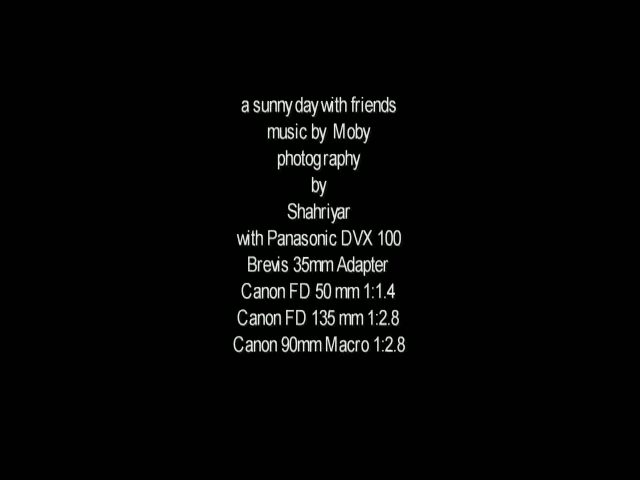 a sunny day with friends
music by Moby
photography
by
Shahriyar
with Panasonic DVX 100
Brevis 35mm Adapter
Canon FD 50 mm 1:1.4
Canon FD 135 mm 1:2.8
Canon 90mm Macro 1:2.8